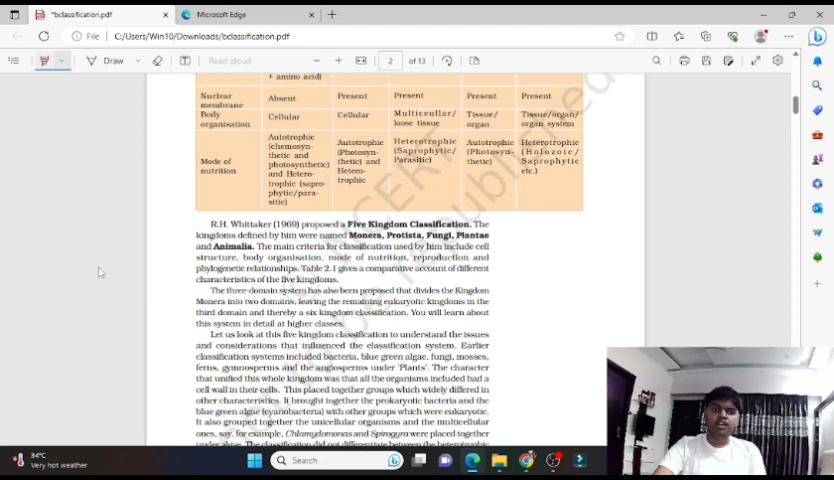 *bclassification.pdf
Microsoft Edge
File
C:/Users/Win10/Downloads/bclassification.pdf
Draw
Read aloud
2
of 13
+ amino acid)
Nuclear membrane Absent Present Present Present Present
Body organisation Cellular Cellular Multiceullar/ loose tissue Tissue/ organ Tissue/organ/ organ system
Mode of nutrition
Autotrophic (chemosyn- thetic and photosynthetic) and Hetero- trophic (sapro- phytic/para- sitic)
Autotrophic (Photosyn- thetic) and Hetero- trophic
Heterotrophic (Saprophytic/ Parasitic)
Autotrophic (Photosyn- thetic)
Heterotrophic (Holozoic/ Saprophytic etc.)
R.H. Whittaker (1969) proposed a Five Kingdom Classification. The
kingdoms defined by him were named Monera, Protista, Fungi, Plantae
and Animalia. The main criteria for classification used by him include cell
structure, body organisation, mode of nutrition, reproduction and
phylogenetic relationships. Table 2.1 gives a comparative account of different
characteristics of the five kingdoms.
The three-domain system has also been proposed that divides the Kingdom
Monera into two domains, leaving the remaining eukaryotic kingdoms in the
third domain and thereby a six kingdom classification. You will learn about
this system in detail at higher classes.
Let us look at this five kingdom classification to understand the issues
and considerations that influenced the classification system. Earlier
classification systems included bacteria, blue green algae, fungi, mosses,
ferns, gymnosperms and the angiosperms under 'Plants'. The character
that unified this whole kingdom was that all the organisms included had a
cell wall in their cells. This placed together groups which widely differed in
other characteristics. It brought together the prokaryotic bacteria and the
blue green algae (cyanobacteria) with other groups which were eukaryotic.
It also grouped together the unicellular organisms and the multicellular
ones, say, for example, Chlamydomonas and Spirogyra were placed together
under algae. The classification did not differentiate between the heterotrophic
34°C
Very hot weather
Search